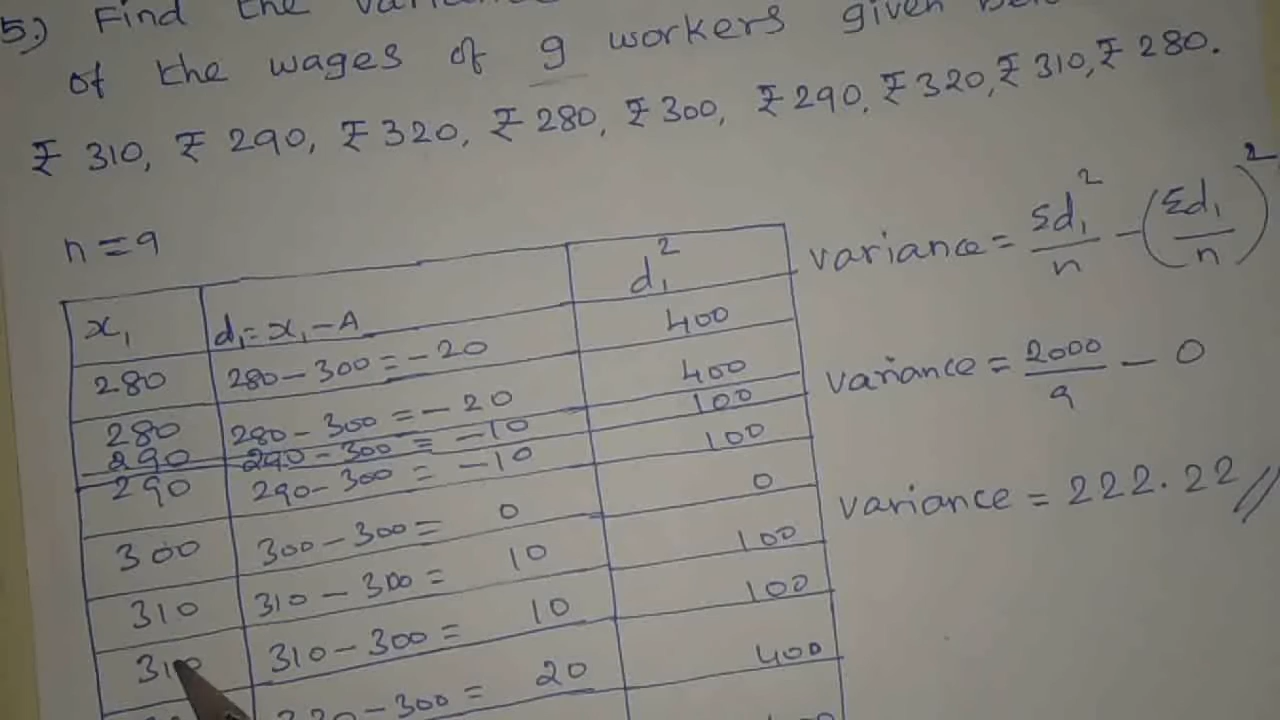 5.) Find the
of the wages of 9 workers given
₹ 310, ₹ 290, ₹ 320, ₹ 280, ₹ 300, ₹ 290, ₹ 320, ₹ 310, ₹ 280.
n = 9
variance = Σd₁² / n − (Σd₁ / n)²
x₁ d₁ = x₁ − A d₁²
280 280 − 300 = −20 400
280 280 − 300 = −20 400
290 290 − 300 = −10 100
290 290 − 300 = −10 100
300 300 − 300 = 0 0
310 310 − 300 = 10 100
310 310 − 300 = 10 100
− 300 = 20 400
variance = 2000 / 9 − 0
variance = 222.22 //